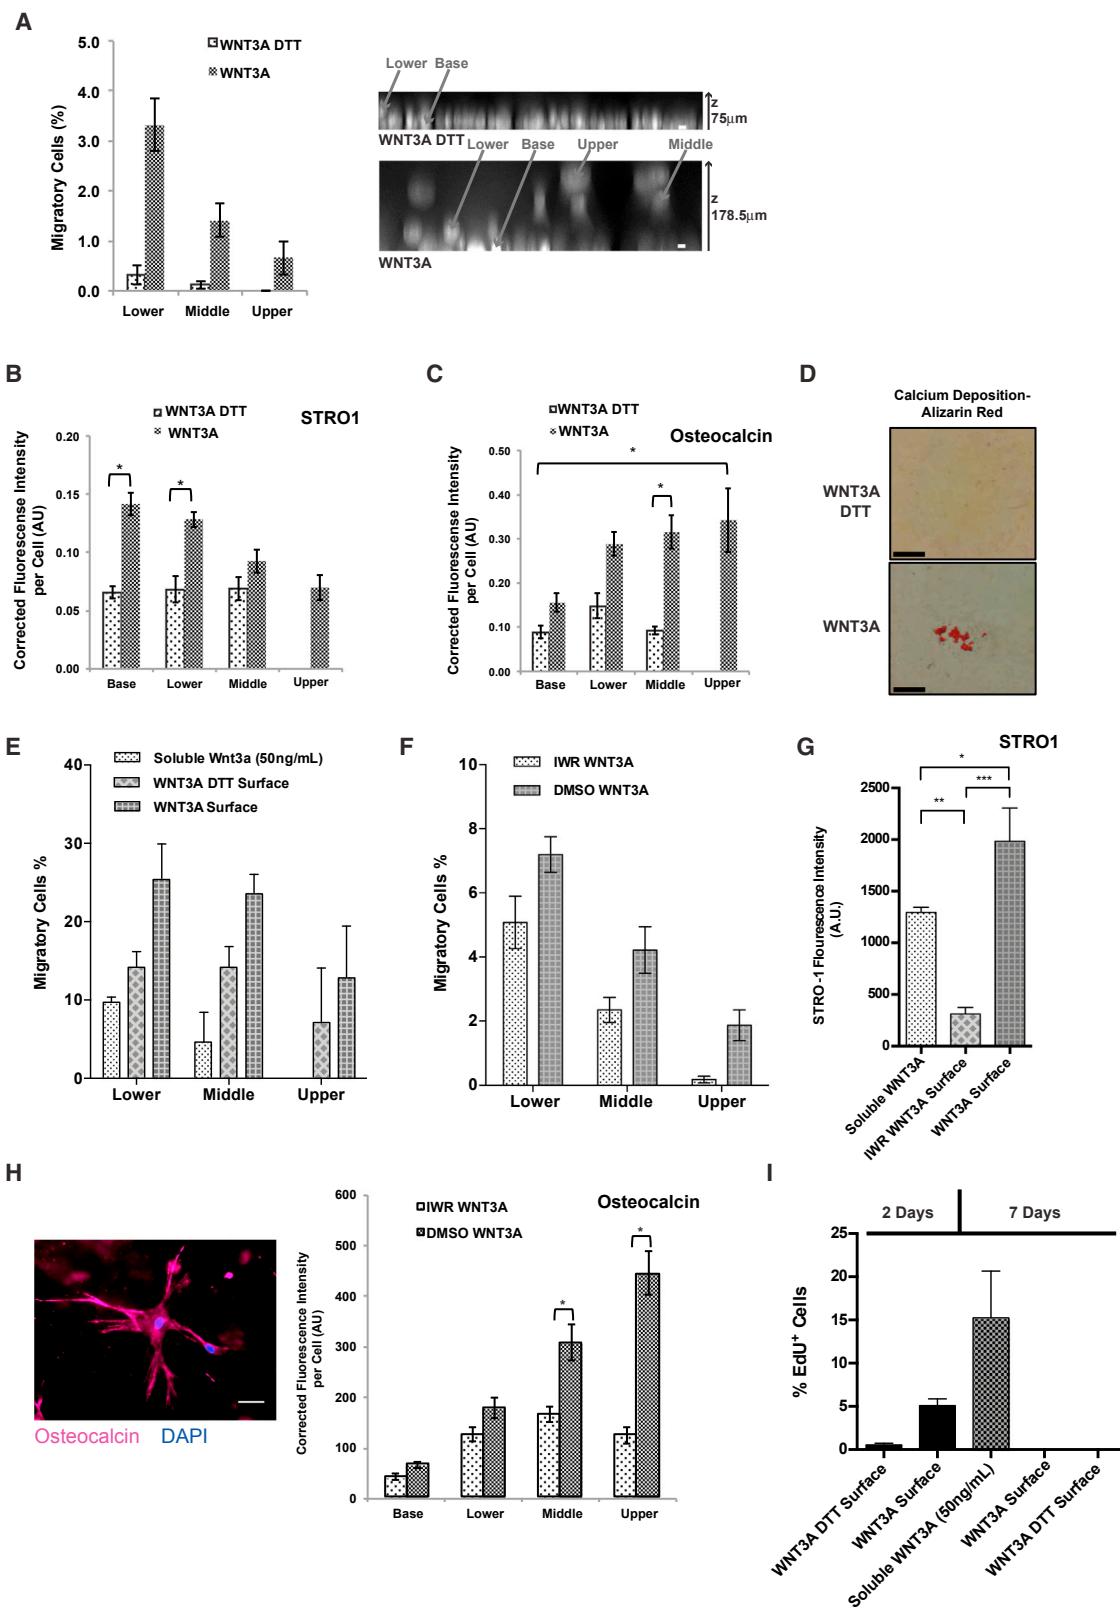 A
5.0
4.0
3.0
2.0
1.0
0.0
Migratory Cells (%)
WNT3A DTT
WNT3A
Lower
Middle
Upper
Lower Base
z
75μm
WNT3A DTT
Lower Base Upper Middle
z
178.5μm
WNT3A
B
WNT3A DTT
WNT3A
STRO1
Corrected Fluorescence Intensity
per Cell (AU)
0.20
0.15
0.10
0.05
0.00
*
*
Base
Lower
Middle
Upper
C
WNT3A DTT
WNT3A
Osteocalcin
Corrected Fluorescense Intensity
per Cell (AU)
0.50
0.40
0.30
0.20
0.10
0.00
*
*
Base
Lower
Middle
Upper
D
Calcium Deposition-
Alizarin Red
WNT3A
DTT
WNT3A
E
Soluble Wnt3a (50ng/mL)
WNT3A DTT Surface
WNT3A Surface
Migratory Cells %
40
30
20
10
0
Lower
Middle
Upper
F
IWR WNT3A
DMSO WNT3A
Migratory Cells %
10
8
6
4
2
0
Lower
Middle
Upper
G
STRO1
STRO - 1 Flourescence Intensity
(A.U.)
2500
2000
1500
1000
500
0
*
***
**
Soluble WNT3A
IWR WNT3A Surface
WNT3A Surface
H
Osteocalcin DAPI
IWR WNT3A
DMSO WNT3A
Osteocalcin
Corrected Fluorescence Intensity
per Cell (AU)
600
500
400
300
200
100
0
*
*
Base
Lower
Middle
Upper
I
2 Days
7 Days
% EdU⁺ Cells
25
20
15
10
5
0
WNT3A DTT Surface
WNT3A Surface
Soluble WNT3A (50ng/mL)
WNT3A Surface
WNT3A DTT Surface